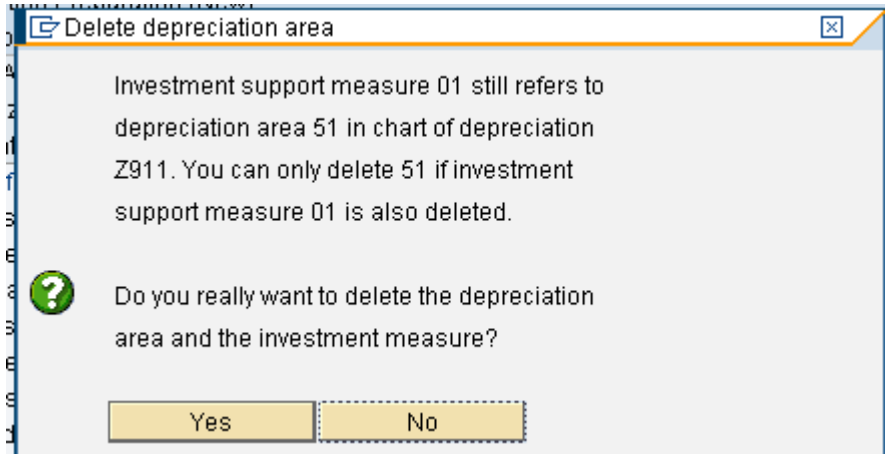 Delete depreciation area
Investment support measure 01 still refers to
depreciation area 51 in chart of depreciation
Z911. You can only delete 51 if investment
support measure 01 is also deleted.
Do you really want to delete the depreciation
area and the investment measure?
Yes
No